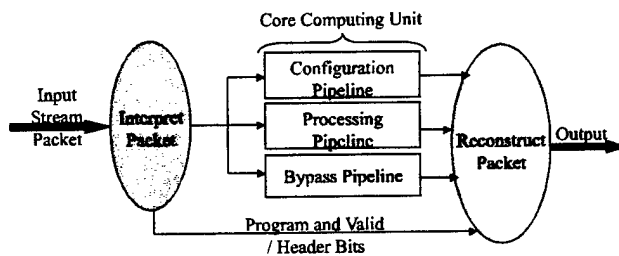 Core Computing Unit
Input
Stream
Packet
Interpret
Packet
Configuration
Pipeline
Processing
Pipeline
Bypass Pipeline
Reconstruct
Packet
Output
Program and Valid
/ Header Bits